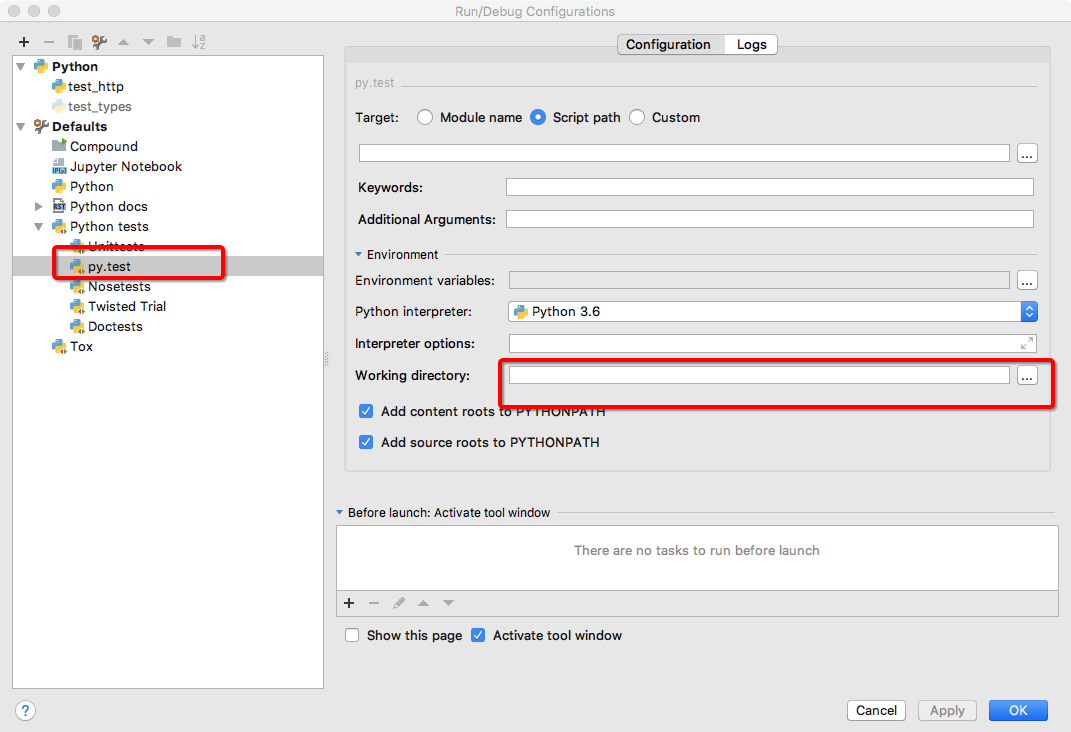 Run/Debug Configurations
Configuration
Logs
Python
test_http
test_types
Defaults
Compound
Jupyter Notebook
Python
Python docs
Python tests
Unittests
py.test
Nosetests
Twisted Trial
Doctests
Tox
py.test
Target:
Module name
Script path
Custom
...
Keywords:
Additional Arguments:
Environment
Environment variables:
...
Python interpreter:
Python 3.6
Interpreter options:
Working directory:
...
Add content roots to PYTHONPATH
Add source roots to PYTHONPATH
Before launch: Activate tool window
There are no tasks to run before launch
Show this page
Activate tool window
?
Cancel
Apply
OK